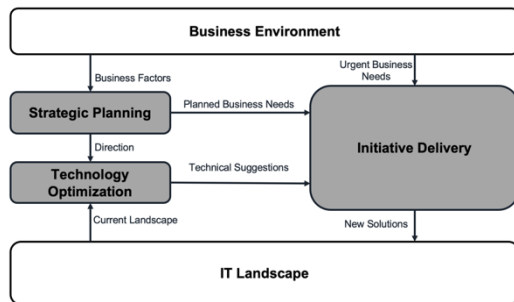 Business Environment
Business Factors
Urgent Business
Needs
Strategic Planning
Planned Business Needs
Initiative Delivery
Direction
Technology
Optimization
Technical Suggestions
Current Landscape
New Solutions
IT Landscape